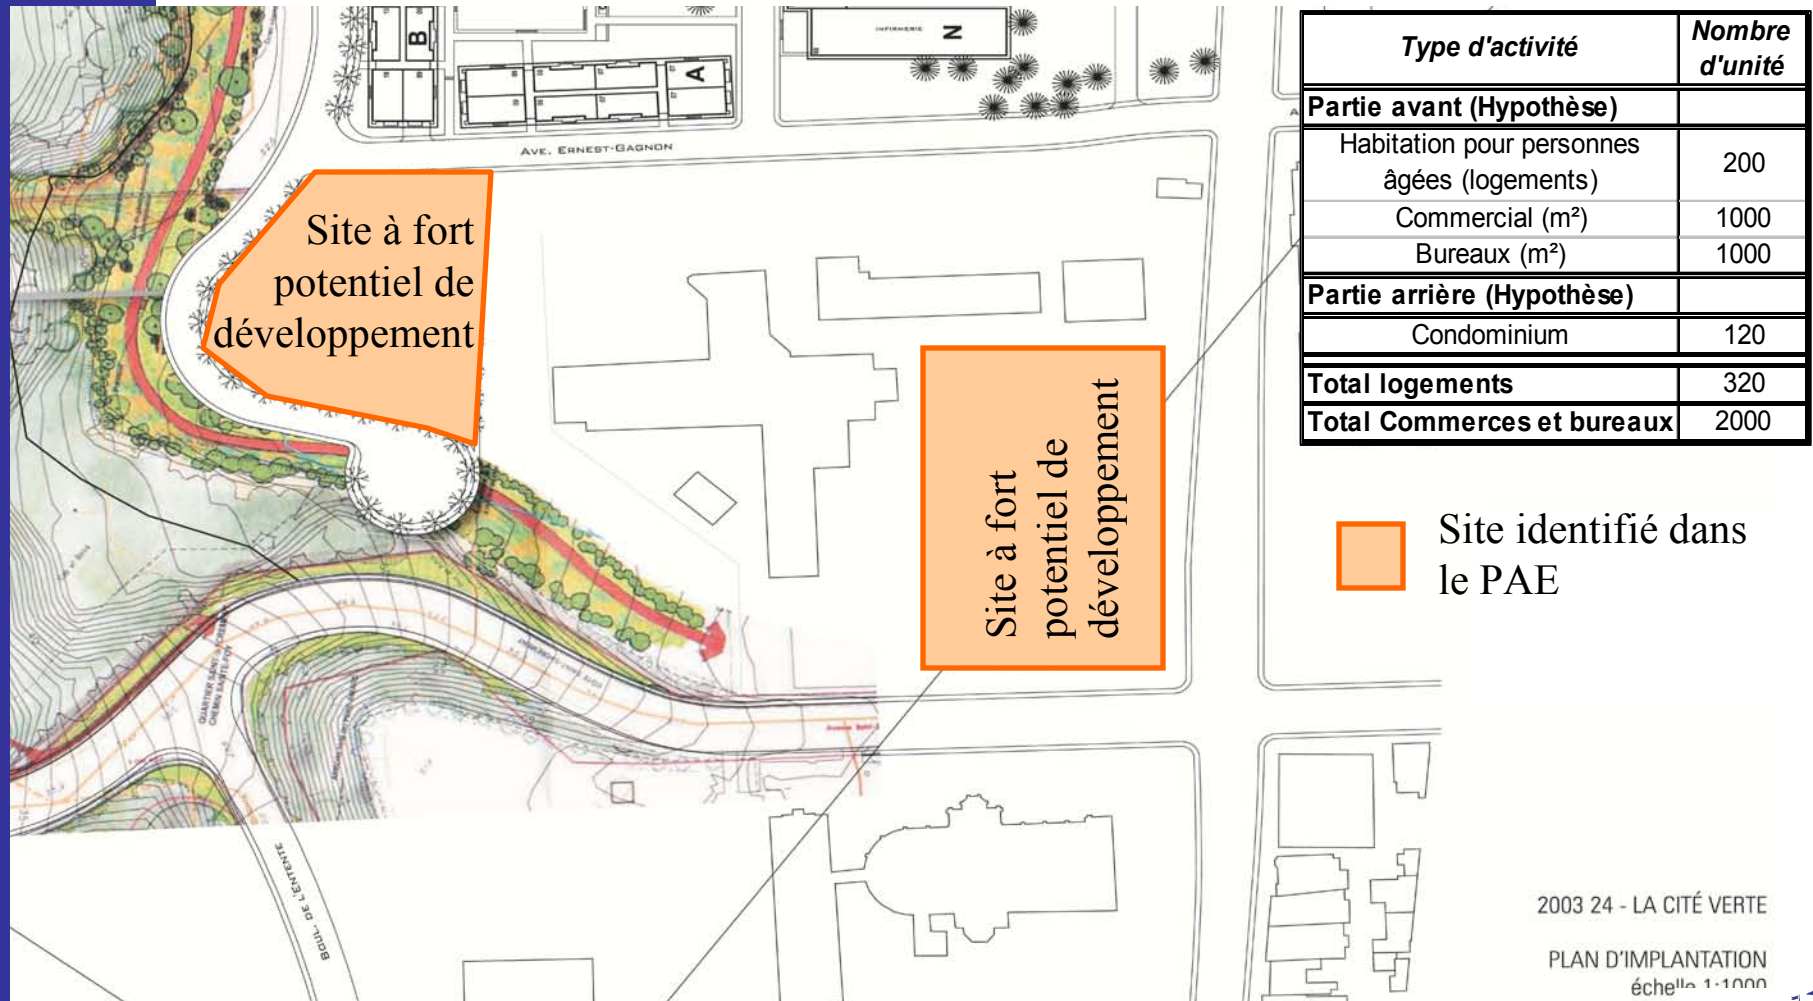 B
A
INFIRMERIE
N
AVE. ERNEST-GAGNON
Site à fort
potentiel de
développement
Site à fort
potentiel de
développement
Type d'activité Nombre d'unité
Partie avant (Hypothèse)
Habitation pour personnes âgées (logements) 200
Commercial (m²) 1000
Bureaux (m²) 1000
Partie arrière (Hypothèse)
Condominium 120
Total logements 320
Total Commerces et bureaux 2000
Site identifié dans
le PAE
BOUL. DE L'ENTENTE
2003 24 - LA CITÉ VERTE
PLAN D'IMPLANTATION
échelle 1:1000